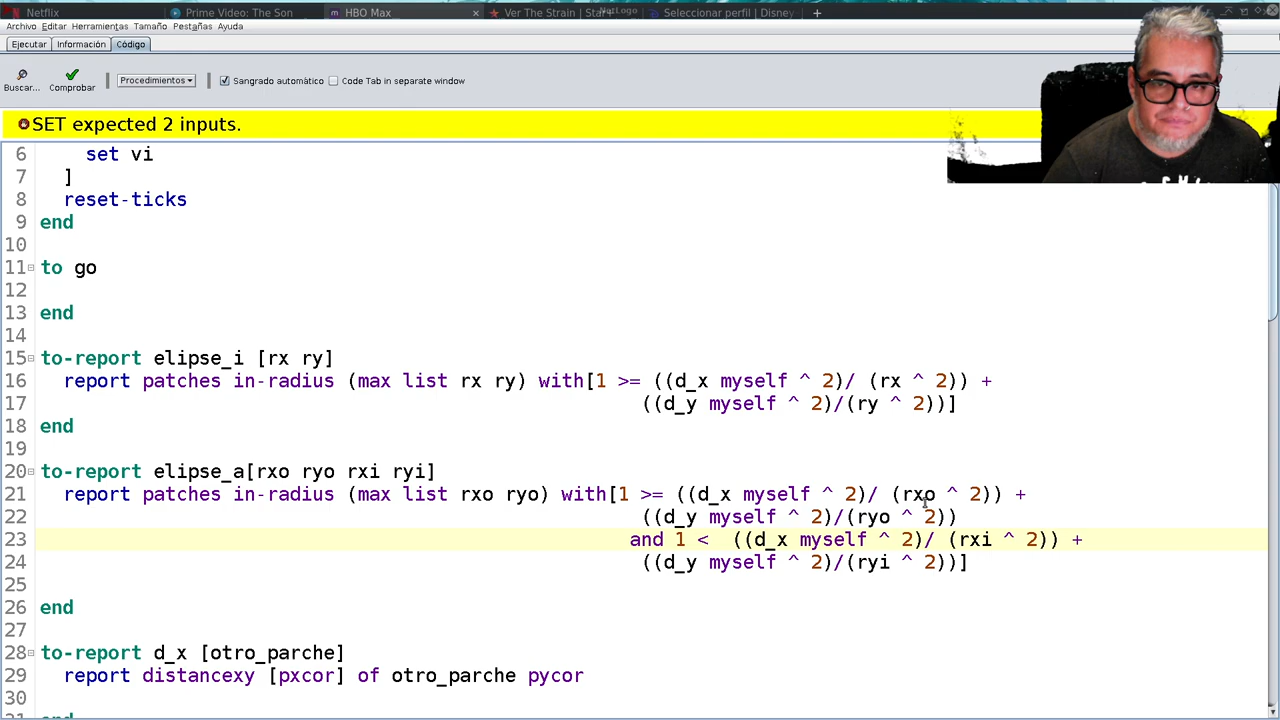 Netflix Prime Video: The Son HBO Max × Ver The Strain | Star+ NetLogo Seleccionar perfil | Disney +
Archivo Editar Herramientas Tamaño Pestañas Ayuda
Ejecutar Información Código
Buscar... Comprobar Procedimientos Sangrado automático Code Tab in separate window
SET expected 2 inputs.
6 set vi
7 ]
8 reset-ticks
9 end
10
11 to go
12
13 end
14
15 to-report elipse_i [rx ry]
16 report patches in-radius (max list rx ry) with[1 >= ((d_x myself ^ 2)/ (rx ^ 2)) +
17 ((d_y myself ^ 2)/(ry ^ 2))]
18 end
19
20 to-report elipse_a[rxo ryo rxi ryi]
21 report patches in-radius (max list rxo ryo) with[1 >= ((d_x myself ^ 2)/ (rxo ^ 2)) +
22 ((d_y myself ^ 2)/(ryo ^ 2))
23 and 1 < ((d_x myself ^ 2)/ (rxi ^ 2)) +
24 ((d_y myself ^ 2)/(ryi ^ 2))]
25
26 end
27
28 to-report d_x [otro_parche]
29 report distancexy [pxcor] of otro_parche pycor
30